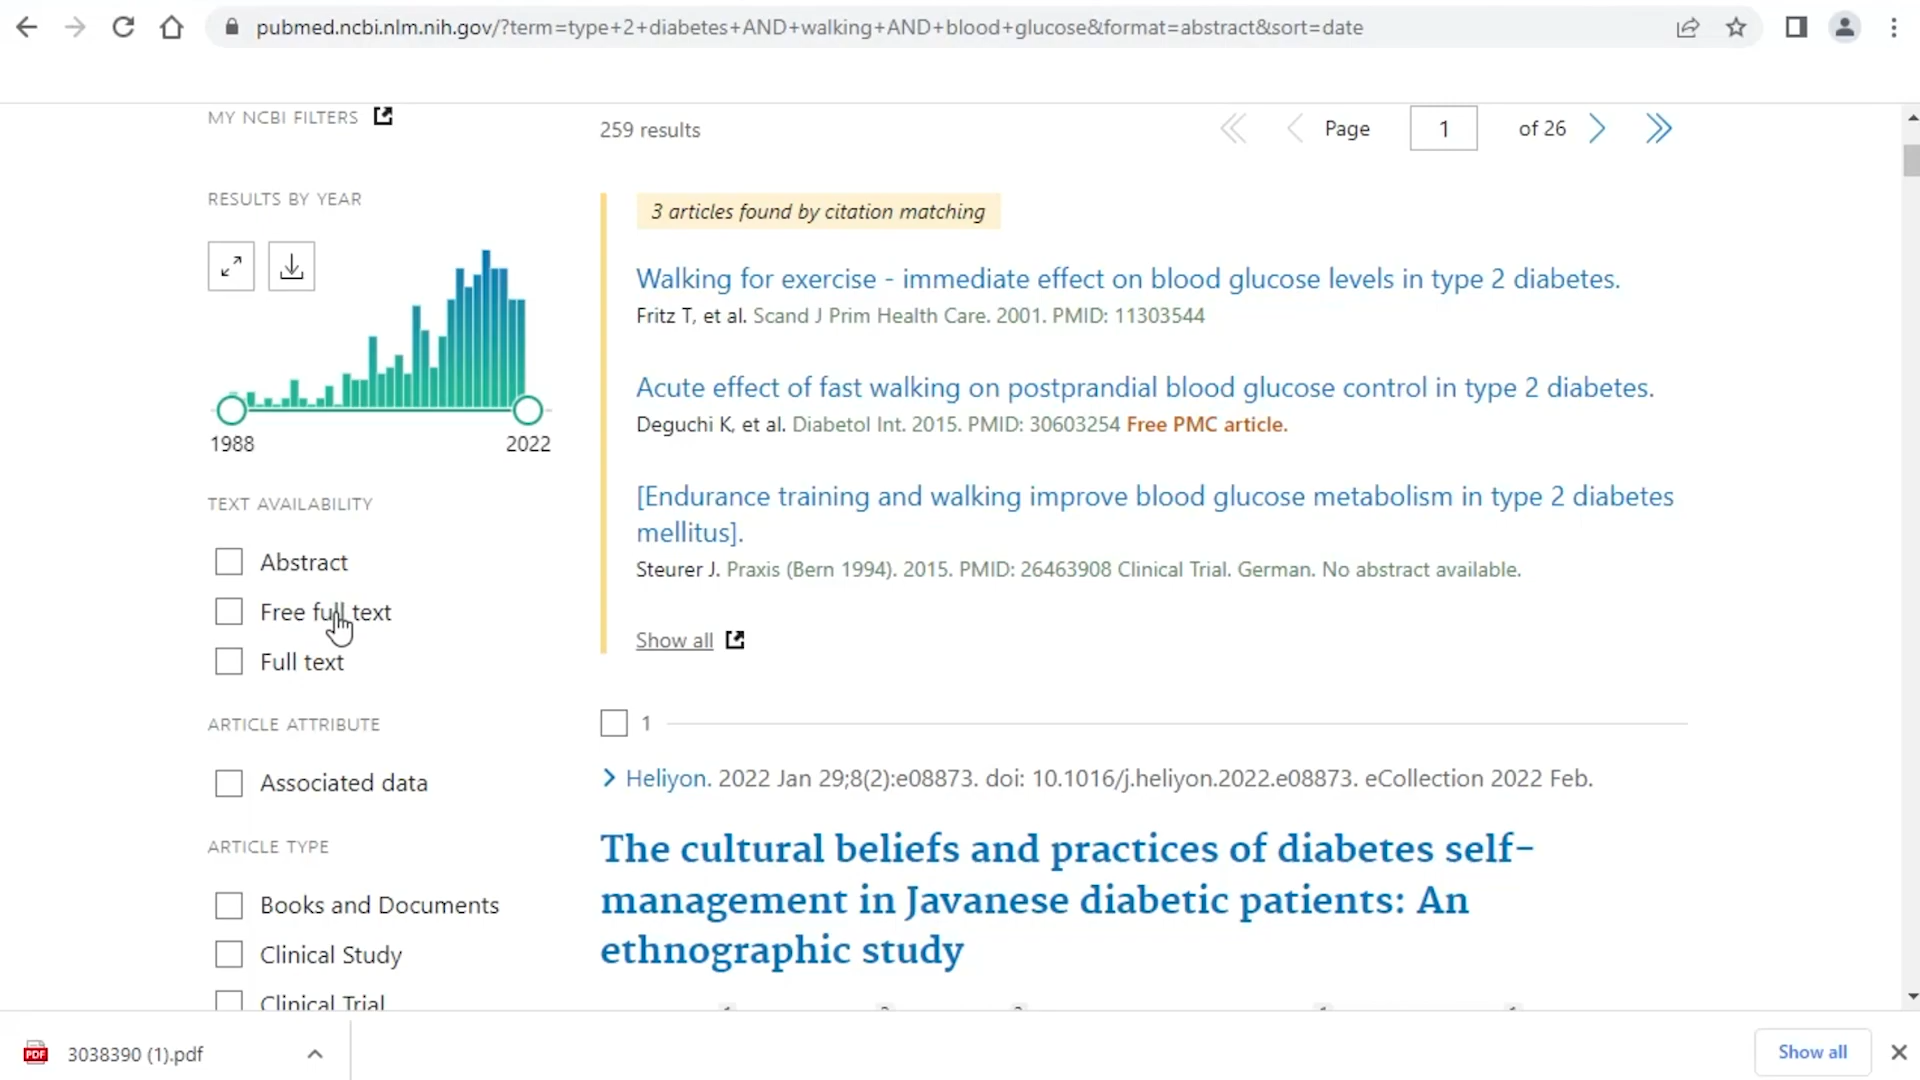 pubmed.ncbi.nlm.nih.gov/?term=type+2+diabetes+AND+walking+AND+blood+glucose&format=abstract&sort=date
MY NCBI FILTERS
259 results
Page 1 of 26
RESULTS BY YEAR
1988
2022
TEXT AVAILABILITY
Abstract
Free full text
Full text
ARTICLE ATTRIBUTE
Associated data
ARTICLE TYPE
Books and Documents
Clinical Study
Clinical Trial
3 articles found by citation matching
Walking for exercise - immediate effect on blood glucose levels in type 2 diabetes.
Fritz T, et al. Scand J Prim Health Care. 2001. PMID: 11303544
Acute effect of fast walking on postprandial blood glucose control in type 2 diabetes.
Deguchi K, et al. Diabetol Int. 2015. PMID: 30603254 Free PMC article.
[Endurance training and walking improve blood glucose metabolism in type 2 diabetes
mellitus].
Steurer J. Praxis (Bern 1994). 2015. PMID: 26463908 Clinical Trial. German. No abstract available.
Show all
1
Heliyon. 2022 Jan 29;8(2):e08873. doi: 10.1016/j.heliyon.2022.e08873. eCollection 2022 Feb.
The cultural beliefs and practices of diabetes self-
management in Javanese diabetic patients: An
ethnographic study
PDF
3038390 (1).pdf
Show all